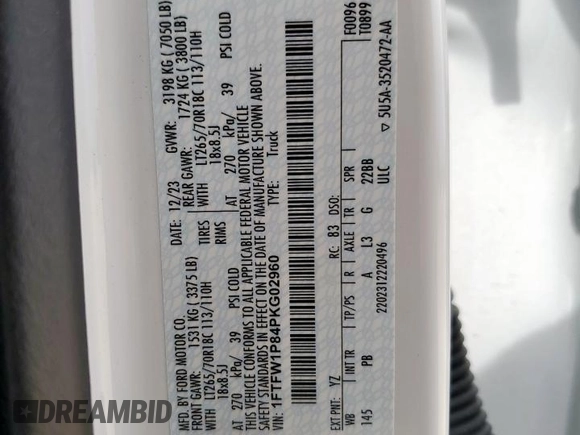 MFD. BY FORD MOTOR CO.
DATE: 12/23 GVWR: 3198 KG ( 7050 LB)
FRONT GAWR: 1531 KG ( 3375 LB) REAR GAWR: 1724 KG ( 3800 LB)
WITH LT265/70R18C 113/110H TIRES WITH LT265/70R18C 113/110H
18x8.5J RIMS 18x8.5J
AT 270 kPa/ 39 PSI COLD AT 270 kPa/ 39 PSI COLD
THIS VEHICLE CONFORMS TO ALL APPLICABLE FEDERAL MOTOR VEHICLE
SAFETY STANDARDS IN EFFECT ON THE DATE OF MANUFACTURE SHOWN ABOVE.
VIN: 1FTFW1P84PKG02960 TYPE: Truck
F0096
T0899
EXT PNT: YZ RC: 83 DSO:
WB INT TR TP/PS R AXLE TR SPR
145 PB A L3 G 22BB
2202312220496 ULC
▽ 5U5A-3520472-AA
DREAMBID